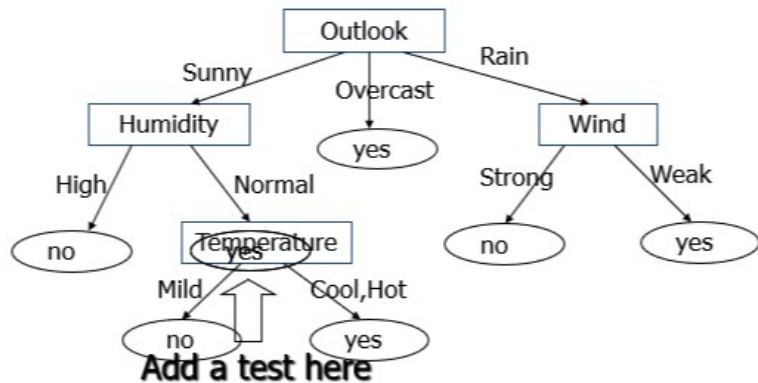 Outlook
Sunny
Overcast
Rain
Humidity
yes
Wind
High
Normal
Strong
Weak
no
Temperature
yes
no
yes
Mild
Cool,Hot
no
yes
Add a test here